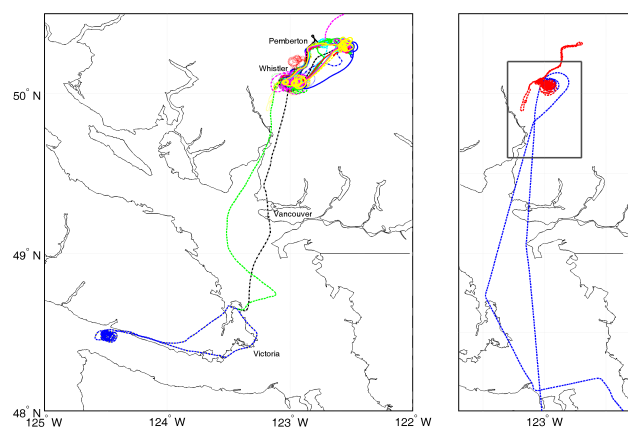 Pemberton
Whistler
50° N
Vancouver
49° N
Victoria
48° N
125° W
124° W
123° W
122° W
123° W